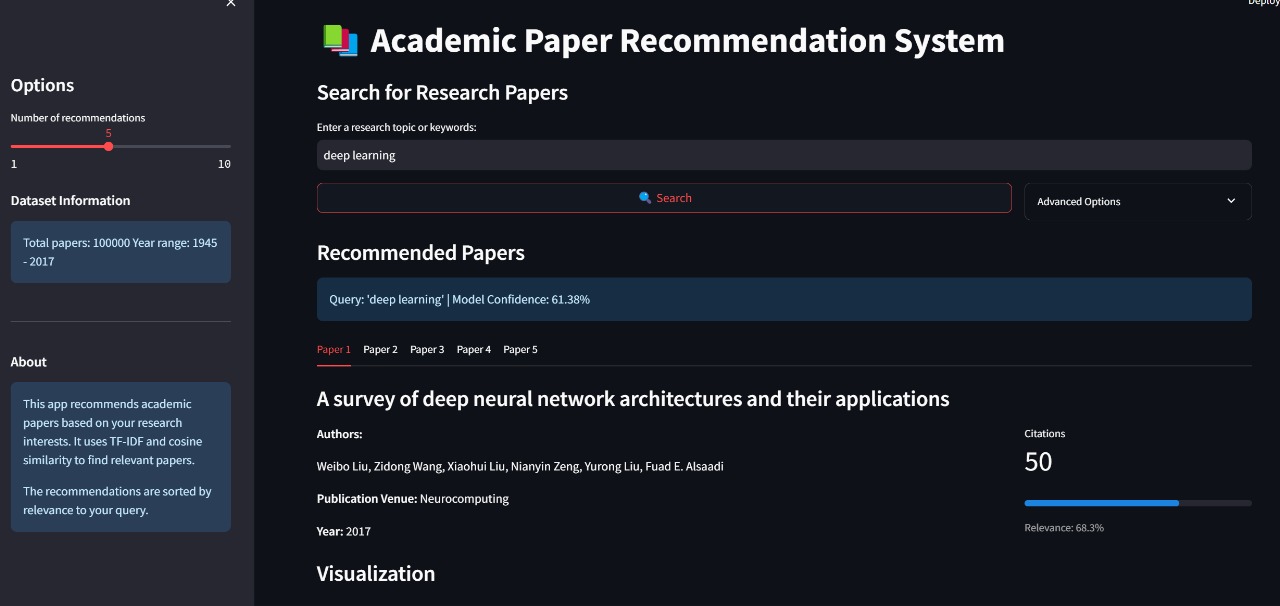 Deploy
Options
Number of recommendations
5
1 10
Dataset Information
Total papers: 100000 Year range: 1945
- 2017
About
This app recommends academic
papers based on your research
interests. It uses TF-IDF and cosine
similarity to find relevant papers.
The recommendations are sorted by
relevance to your query.
Academic Paper Recommendation System
Search for Research Papers
Enter a research topic or keywords:
deep learning
Search
Advanced Options
Recommended Papers
Query: 'deep learning' | Model Confidence: 61.38%
Paper 1 Paper 2 Paper 3 Paper 4 Paper 5
A survey of deep neural network architectures and their applications
Authors:
Weibo Liu, Zidong Wang, Xiaohui Liu, Nianyin Zeng, Yurong Liu, Fuad E. Alsaadi
Publication Venue: Neurocomputing
Year: 2017
Citations
50
Relevance: 68.3%
Visualization